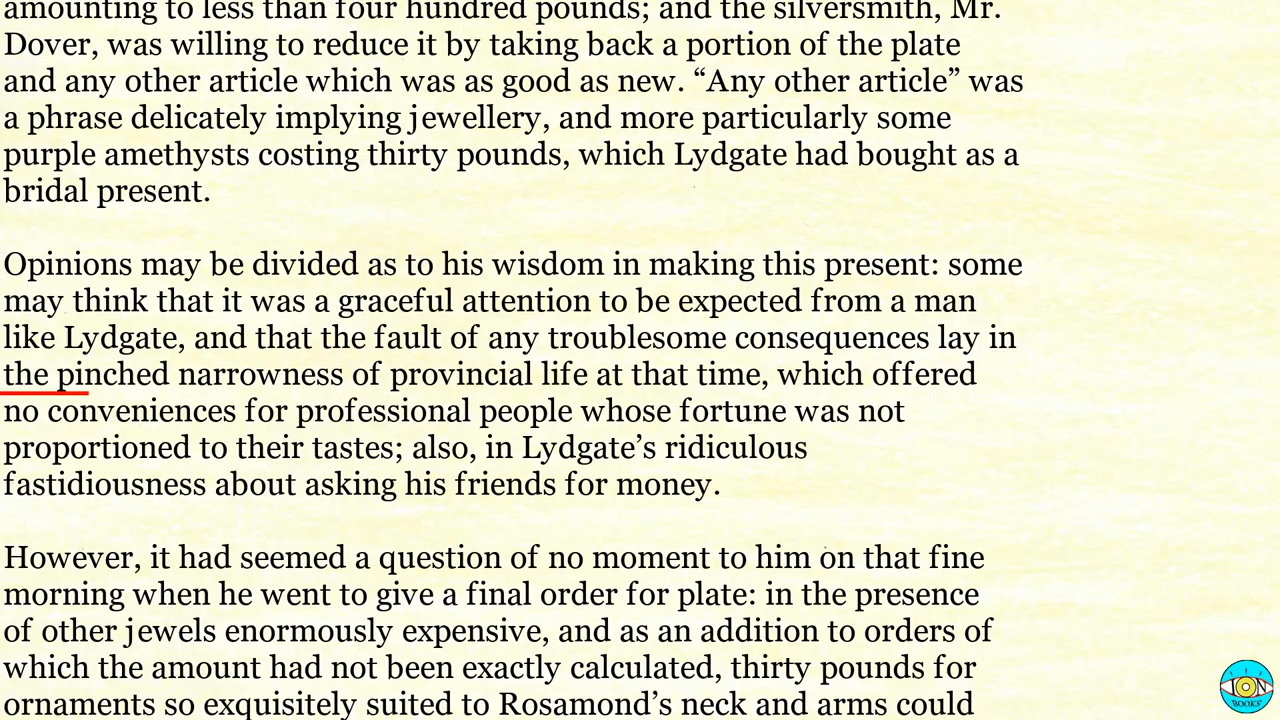 amounting to less than four hundred pounds; and the silversmith, Mr.
Dover, was willing to reduce it by taking back a portion of the plate
and any other article which was as good as new. “Any other article” was
a phrase delicately implying jewellery, and more particularly some
purple amethysts costing thirty pounds, which Lydgate had bought as a
bridal present.
Opinions may be divided as to his wisdom in making this present: some
may think that it was a graceful attention to be expected from a man
like Lydgate, and that the fault of any troublesome consequences lay in
the pinched narrowness of provincial life at that time, which offered
no conveniences for professional people whose fortune was not
proportioned to their tastes; also, in Lydgate’s ridiculous
fastidiousness about asking his friends for money.
However, it had seemed a question of no moment to him on that fine
morning when he went to give a final order for plate: in the presence
of other jewels enormously expensive, and as an addition to orders of
which the amount had not been exactly calculated, thirty pounds for
ornaments so exquisitely suited to Rosamond’s neck and arms could
ION
BOOKS